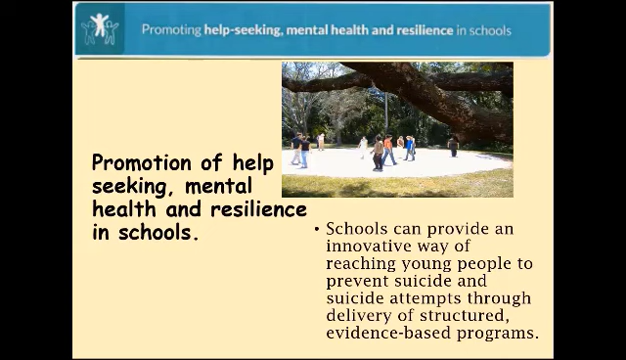 Promoting help-seeking, mental health and resilience in schools
Promotion of help
seeking, mental
health and resilience
in schools.
• Schools can provide an
innovative way of
reaching young people to
prevent suicide and
suicide attempts through
delivery of structured,
evidence-based programs.